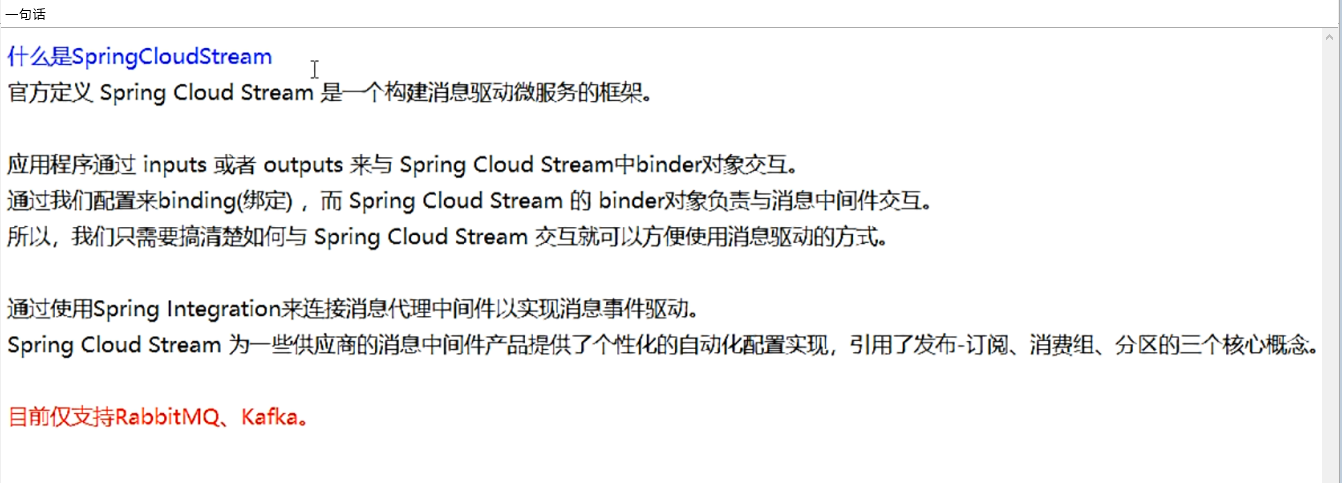 一句话
什么是SpringCloudStream
官方定义 Spring Cloud Stream 是一个构建消息驱动微服务的框架。
应用程序通过 inputs 或者 outputs 来与 Spring Cloud Stream中binder对象交互。
通过我们配置来binding(绑定) ，而 Spring Cloud Stream 的 binder对象负责与消息中间件交互。
所以，我们只需要搞清楚如何与 Spring Cloud Stream 交互就可以方便使用消息驱动的方式。
通过使用Spring Integration来连接消息代理中间件以实现消息事件驱动。
Spring Cloud Stream 为一些供应商的消息中间件产品提供了个性化的自动化配置实现，引用了发布-订阅、消费组、分区的三个核心概念。
目前仅支持RabbitMQ、Kafka。